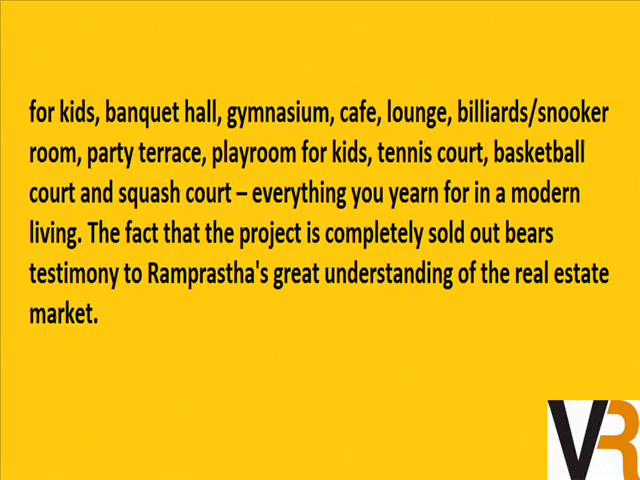 for kids, banquet hall, gymnasium, cafe, lounge, billiards/snooker
room, party terrace, playroom for kids, tennis court, basketball
court and squash court – everything you yearn for in a modern
living. The fact that the project is completely sold out bears
testimony to Ramprastha's great understanding of the real estate
market.
VR